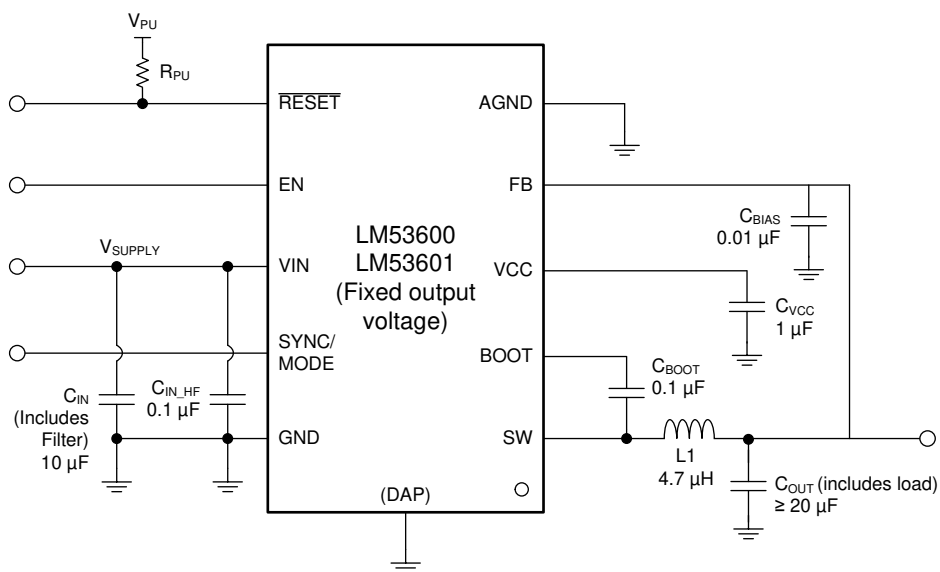 VPU
RPU
RESET
AGND
EN
FB
CBIAS
0.01 µF
LM53600
LM53601
(Fixed output
voltage)
VSUPPLY
VIN
VCC
CVCC
1 µF
SYNC/
MODE
BOOT
CBOOT
0.1 µF
CIN
(Includes
Filter)
10 µF
CIN_HF
0.1 µF
GND
SW
L1
4.7 µH
(DAP)
COUT (includes load)
≥ 20 µF